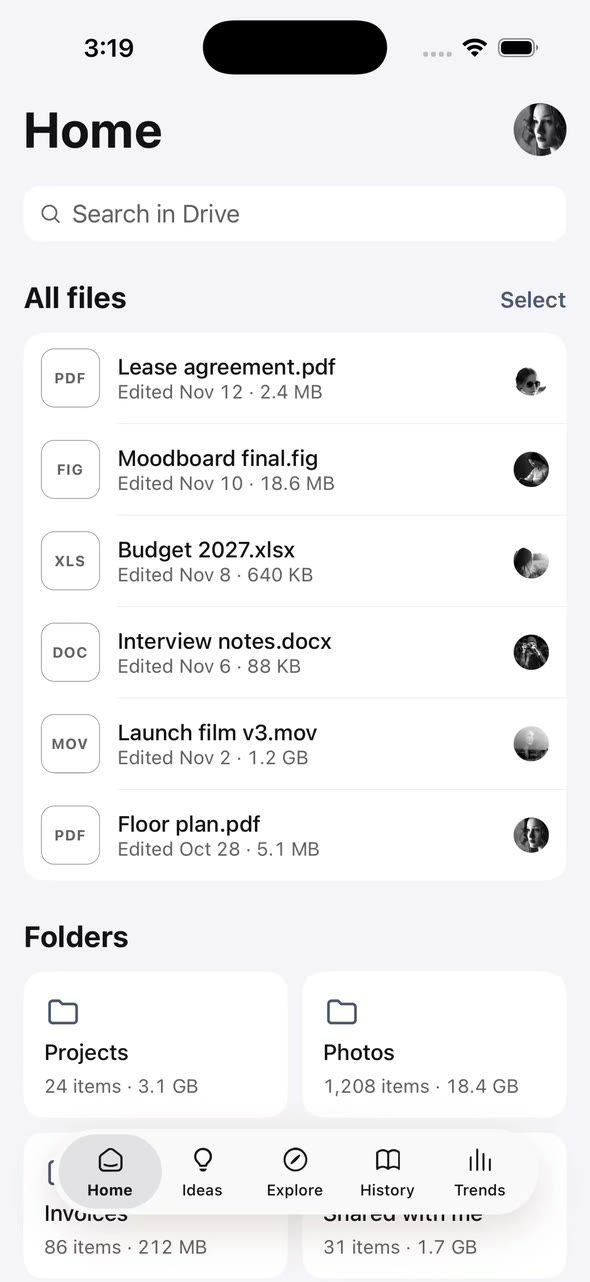 3:19
Home
Search in Drive
All files
Select
PDF
Lease agreement.pdf
Edited Nov 12 · 2.4 MB
FIG
Moodboard final.fig
Edited Nov 10 · 18.6 MB
XLS
Budget 2027.xlsx
Edited Nov 8 · 640 KB
DOC
Interview notes.docx
Edited Nov 6 · 88 KB
MOV
Launch film v3.mov
Edited Nov 2 · 1.2 GB
PDF
Floor plan.pdf
Edited Oct 28 · 5.1 MB
Folders
Projects
24 items · 3.1 GB
Photos
1,208 items · 18.4 GB
Home
Ideas
Explore
History
Trends
Invoices
86 items · 212 MB
Shared with me
31 items · 1.7 GB